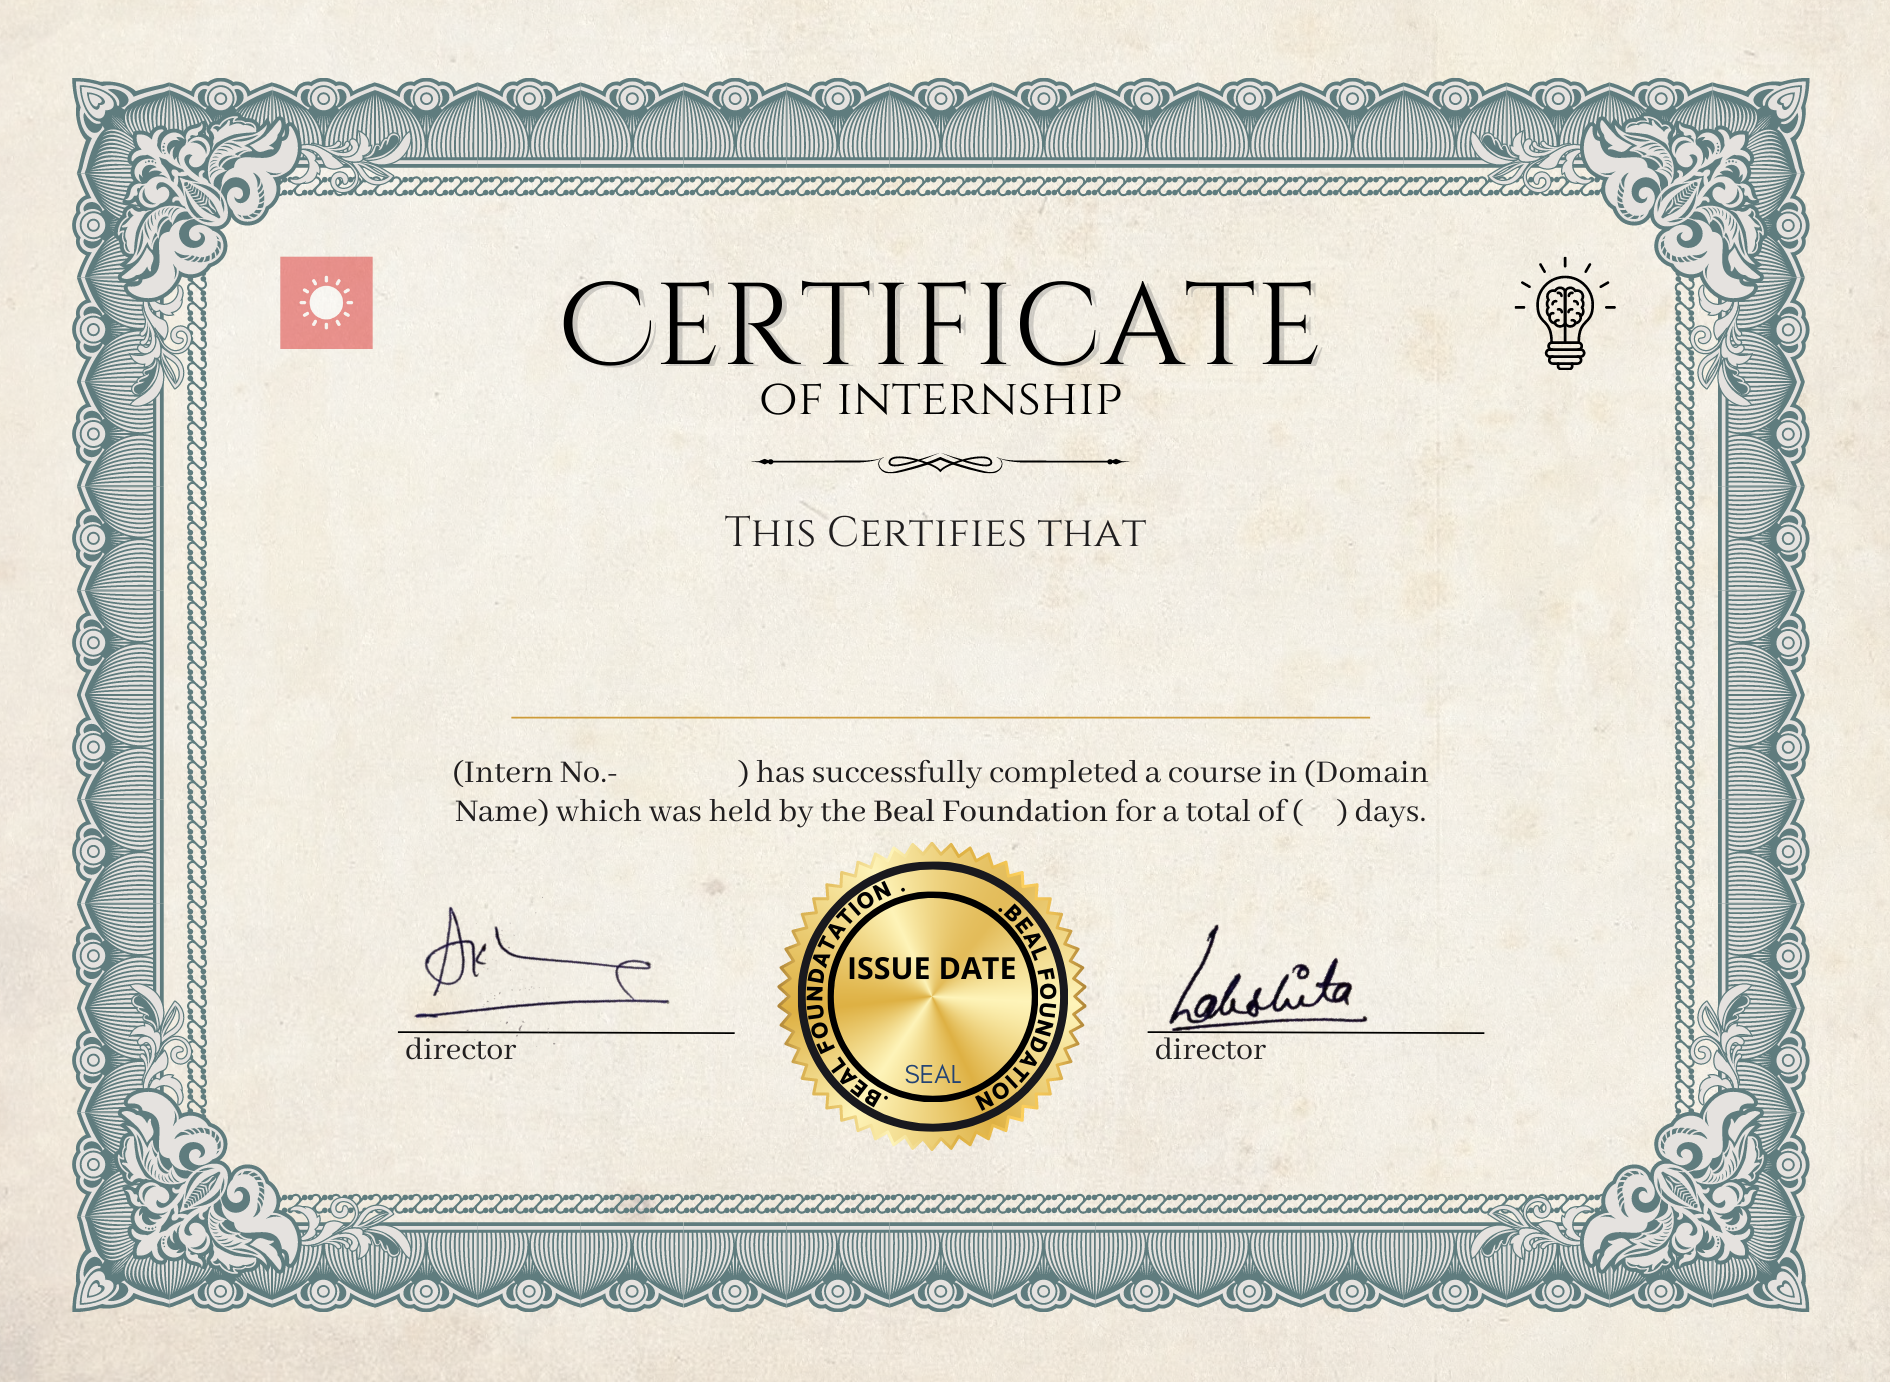 CERTIFICATE
OF INTERNSHIP
THIS CERTIFIES THAT
(Intern No.- ) has successfully completed a course in (Domain
Name) which was held by the Beal Foundation for a total of ( ) days.
.BEAL FOUNDATATION .
.BEAL FOUNDATION
ISSUE DATE
SEAL
Lakshita
director
director